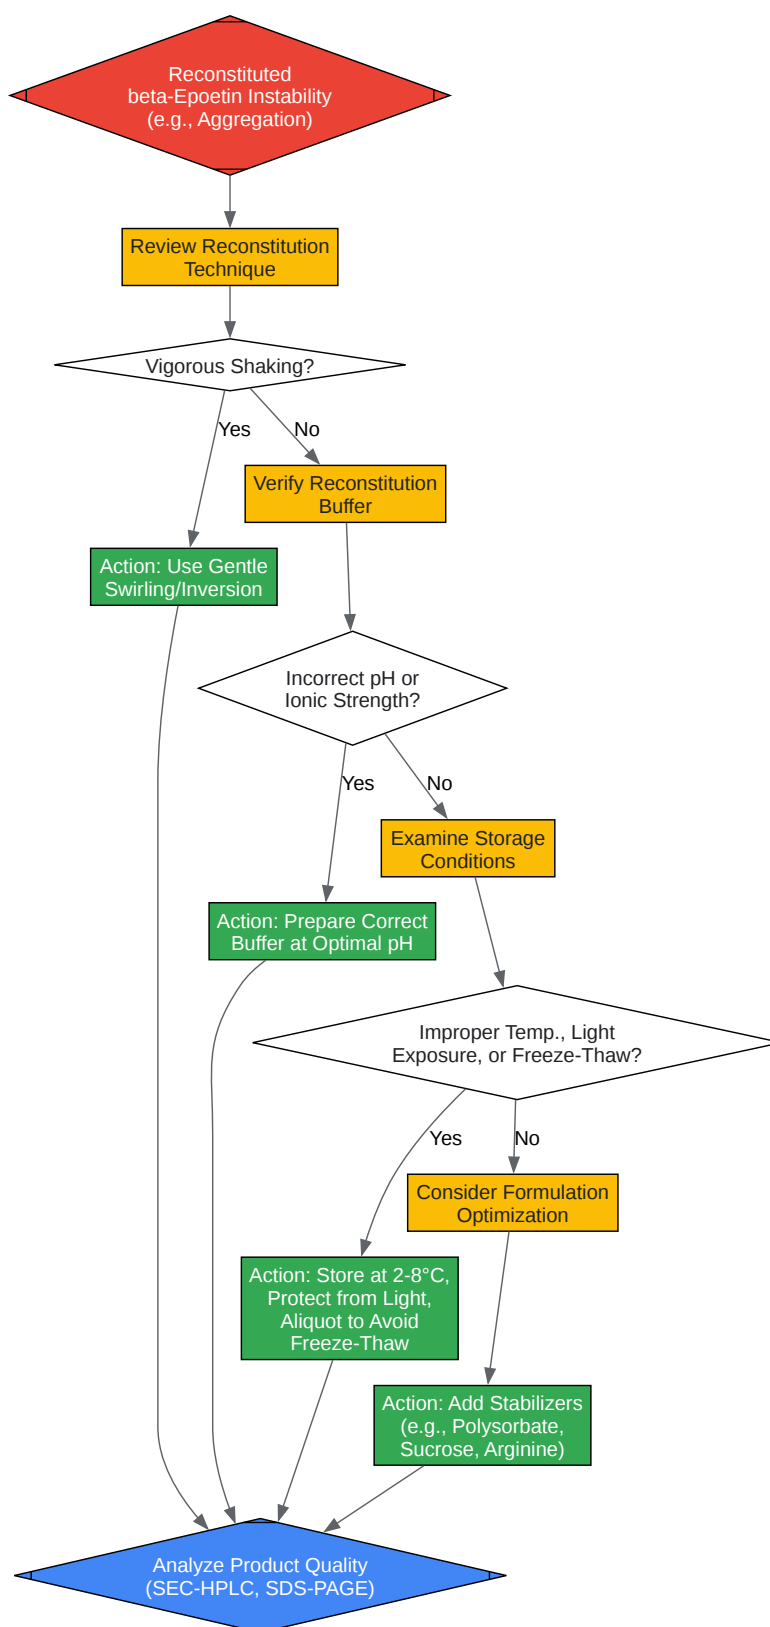 Reconstituted
beta-Epoetin Instability
(e.g., Aggregation)
Review Reconstitution
Technique
Vigorous Shaking?
Yes
No
Verify Reconstitution
Buffer
Action: Use Gentle
Swirling/Inversion
Incorrect pH or
Ionic Strength?
Yes
No
Examine Storage
Conditions
Action: Prepare Correct
Buffer at Optimal pH
Improper Temp., Light
Exposure, or Freeze-Thaw?
Yes
No
Consider Formulation
Optimization
Action: Store at 2-8°C,
Protect from Light,
Aliquot to Avoid
Freeze-Thaw
Action: Add Stabilizers
(e.g., Polysorbate,
Sucrose, Arginine)
Analyze Product Quality
(SEC-HPLC, SDS-PAGE)